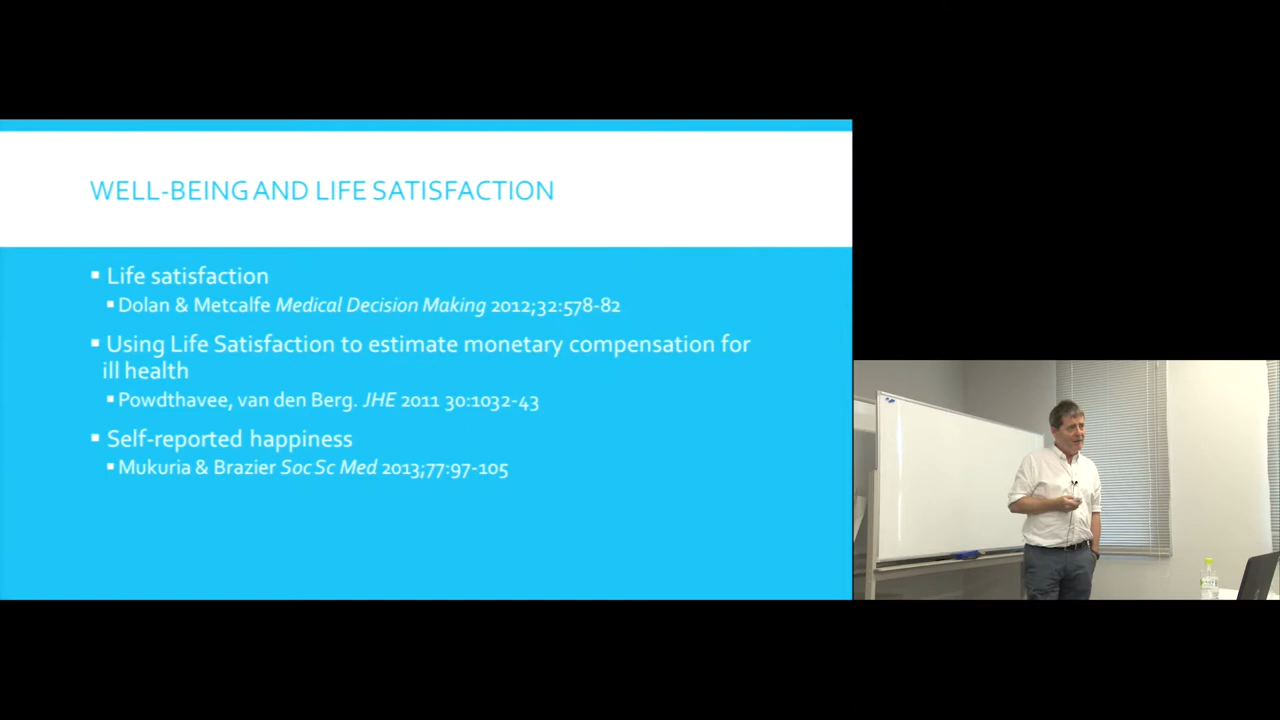 WELL-BEING AND LIFE SATISFACTION
▪ Life satisfaction
▪ Dolan & Metcalfe Medical Decision Making 2012;32:578-82
▪ Using Life Satisfaction to estimate monetary compensation for
ill health
▪ Powdthavee, van den Berg. JHE 2011 30:1032-43
▪ Self-reported happiness
▪ Mukuria & Brazier Soc Sc Med 2013;77:97-105